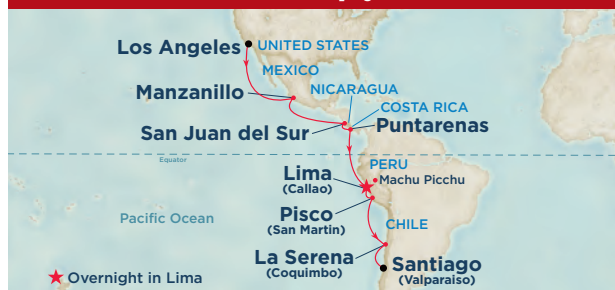 Los Angeles
UNITED STATES
MEXICO
Manzanillo
NICARAGUA
COSTA RICA
San Juan del Sur
Puntarenas
Equator
PERU
Lima
(Callao)
Machu Picchu
Pisco
(San Martin)
Pacific Ocean
CHILE
La Serena
(Coquimbo)
Santiago
(Valparaiso)
Overnight in Lima